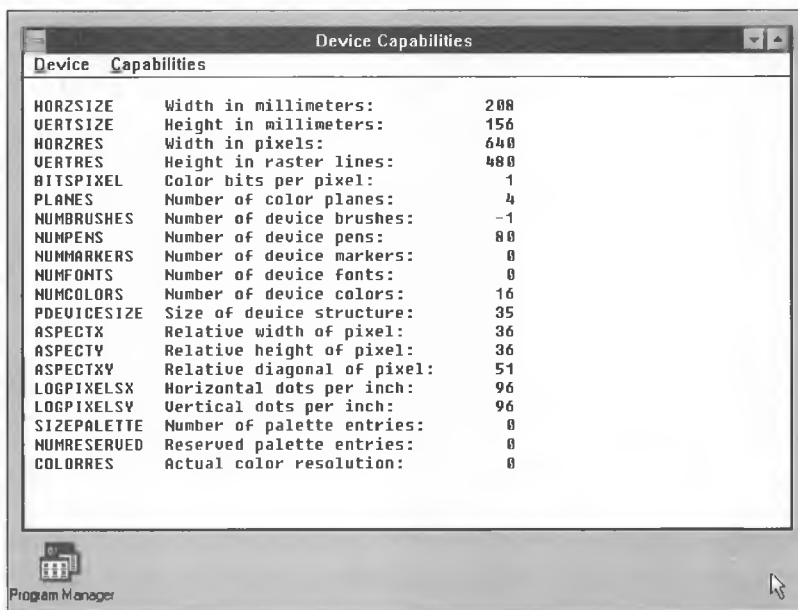 Device Capabilities
Device Capabilities
HORZSIZE Width in millimeters: 208
VERTSIZE Height in millimeters: 156
HORZRES Width in pixels: 640
VERTRES Height in raster lines: 480
BITSPIXEL Color bits per pixel: 1
PLANES Number of color planes: 4
NUMBRUSHES Number of device brushes: -1
NUMPENS Number of device pens: 80
NUMMARKERS Number of device markers: 0
NUMFONTS Number of device fonts: 0
NUMCOLORS Number of device colors: 16
PDEVICESIZE Size of device structure: 35
ASPECTX Relative width of pixel: 36
ASPECTY Relative height of pixel: 36
ASPECTXY Relative diagonal of pixel: 51
LOGPIXELSX Horizontal dots per inch: 96
LOGPIXELSY Vertical dots per inch: 96
SIZEPALETTE Number of palette entries: 0
NUMRESERVED Reserved palette entries: 0
COLORRES Actual color resolution: 0
Program Manager